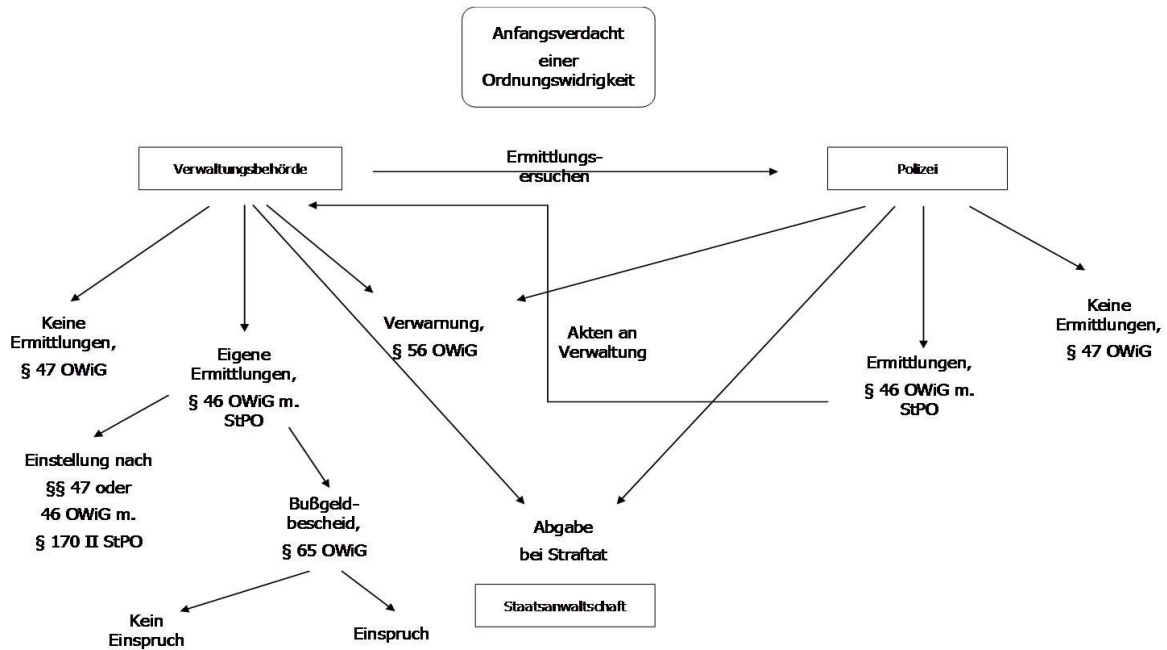 Anfangsverdacht
einer
Ordnungswidrigkeit
Verwaltungsbehörde
Ermittlungs-
ersuchen
Polizei
Keine
Ermittlungen,
§ 47 OWiG
Eigene
Ermittlungen,
§ 46 OWiG m.
StPO
Verwarnung,
§ 56 OWiG
Akten an
Verwaltung
Ermittlungen,
§ 46 OWiG m.
StPO
Keine
Ermittlungen,
§ 47 OWiG
Einstellung nach
§§ 47 oder
46 OWiG m.
§ 170 II StPO
Bußgeld-
bescheid,
§ 65 OWiG
Abgabe
bei Straftat
Staatsanwaltschaft
Kein
Einspruch
Einspruch